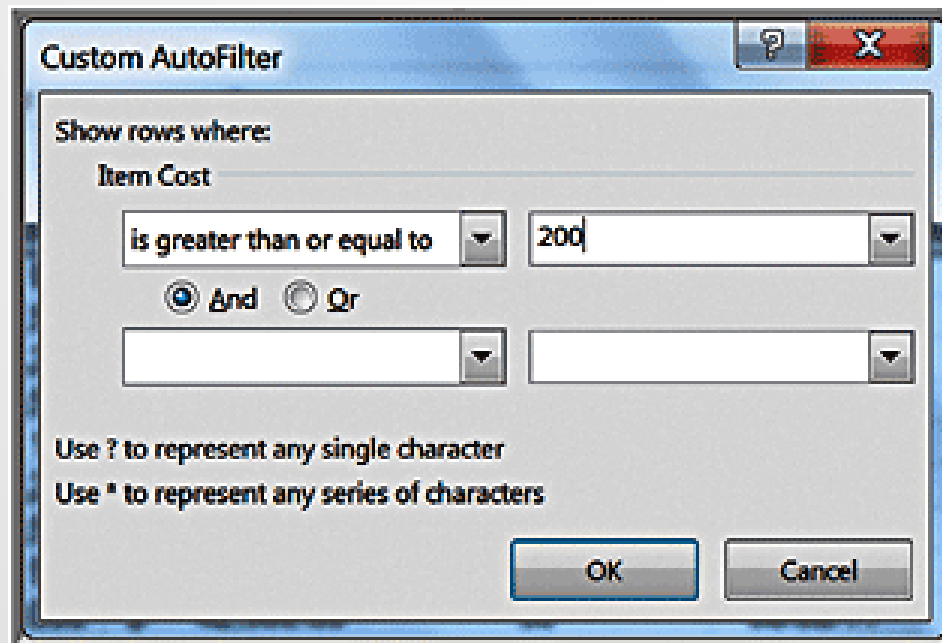 Custom AutoFilter
?
X
Show rows where:
Item Cost
is greater than or equal to 200
And Or
Use ? to represent any single character
Use * to represent any series of characters
OK Cancel